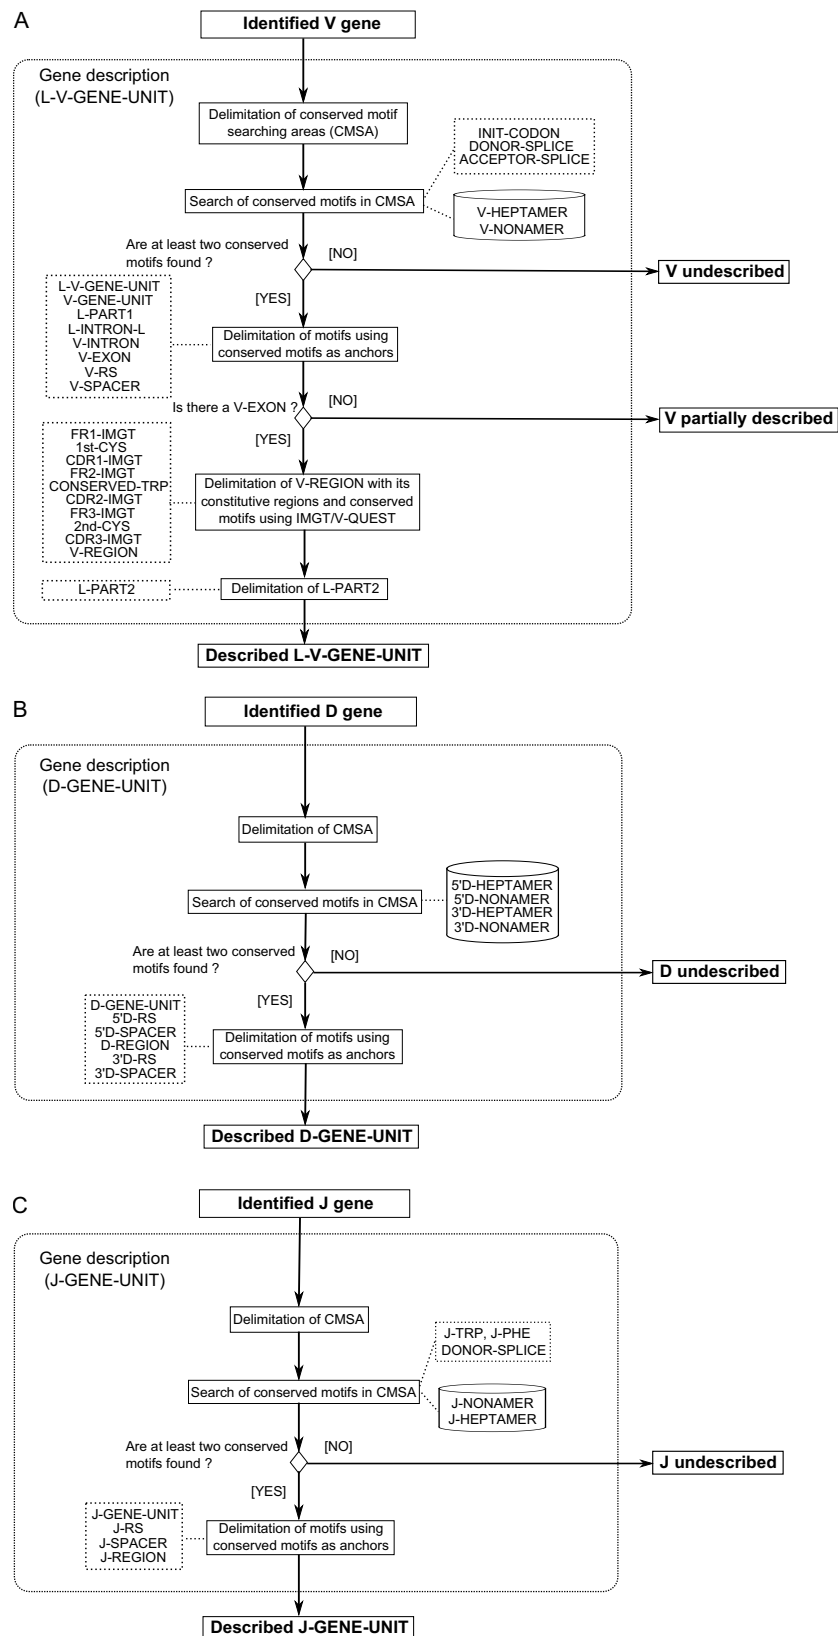 A
Identified V gene
Gene description
(L-V-GENE-UNIT)
Delimitation of conserved motif
searching areas (CMSA)
INIT-CODON
DONOR-SPLICE
ACCEPTOR-SPLICE
Search of conserved motifs in CMSA
V-HEPTAMER
V-NONAMER
Are at least two conserved
motifs found ?
[NO]
V undescribed
[YES]
L-V-GENE-UNIT
V-GENE-UNIT
L-PART1
L-INTRON-L
V-INTRON
V-EXON
V-RS
V-SPACER
Delimitation of motifs using
conserved motifs as anchors
Is there a V-EXON ?
[NO]
V partially described
[YES]
FR1-IMGT
1st-CYS
CDR1-IMGT
FR2-IMGT
CONSERVED-TRP
CDR2-IMGT
FR3-IMGT
2nd-CYS
CDR3-IMGT
V-REGION
Delimitation of V-REGION with its
constitutive regions and conserved
motifs using IMGT/V-QUEST
L-PART2
Delimitation of L-PART2
Described L-V-GENE-UNIT
B
Identified D gene
Gene description
(D-GENE-UNIT)
Delimitation of CMSA
Search of conserved motifs in CMSA
5'D-HEPTAMER
5'D-NONAMER
3'D-HEPTAMER
3'D-NONAMER
Are at least two conserved
motifs found ?
[NO]
D undescribed
[YES]
D-GENE-UNIT
5'D-RS
5'D-SPACER
D-REGION
3'D-RS
3'D-SPACER
Delimitation of motifs using
conserved motifs as anchors
Described D-GENE-UNIT
C
Identified J gene
Gene description
(J-GENE-UNIT)
Delimitation of CMSA
J-TRP, J-PHE
DONOR-SPLICE
Search of conserved motifs in CMSA
J-NONAMER
J-HEPTAMER
Are at least two conserved
motifs found ?
[NO]
J undescribed
[YES]
J-GENE-UNIT
J-RS
J-SPACER
J-REGION
Delimitation of motifs using
conserved motifs as anchors
Described J-GENE-UNIT